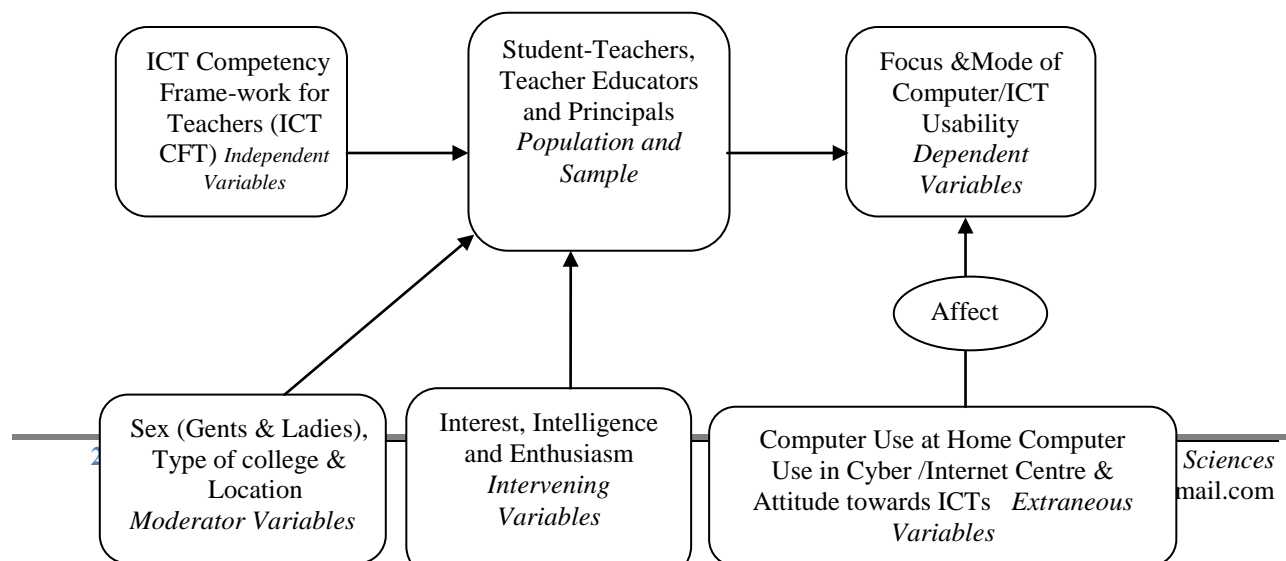 ICT Competency
Frame-work for
Teachers (ICT
CFT) Independent
Variables
Student-Teachers,
Teacher Educators
and Principals
Population and
Sample
Focus &Mode of
Computer/ICT
Usability
Dependent
Variables
Affect
Sex (Gents & Ladies),
Type of college &
Location
Moderator Variables
Interest, Intelligence
and Enthusiasm
Intervening
Variables
Computer Use at Home Computer
Use in Cyber /Internet Centre &
Attitude towards ICTs Extraneous
Variables
2
Sciences
mail.com